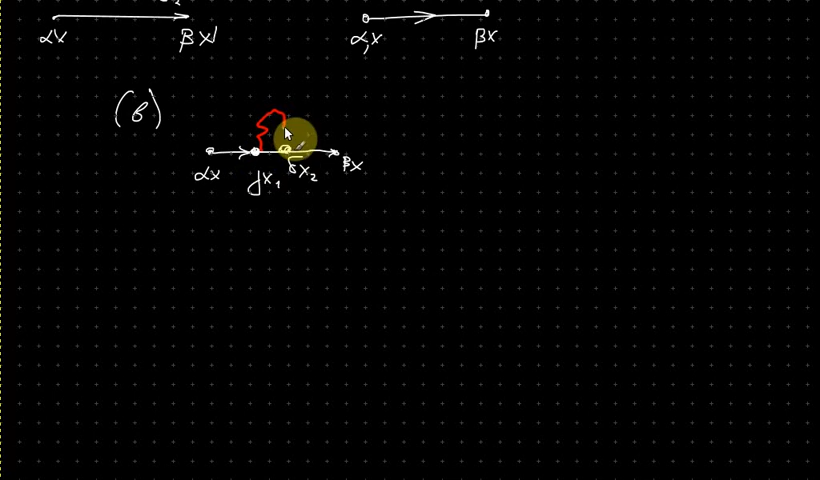 αx βx' α,x βx
(в)
αx γx₁ δx₂ βx